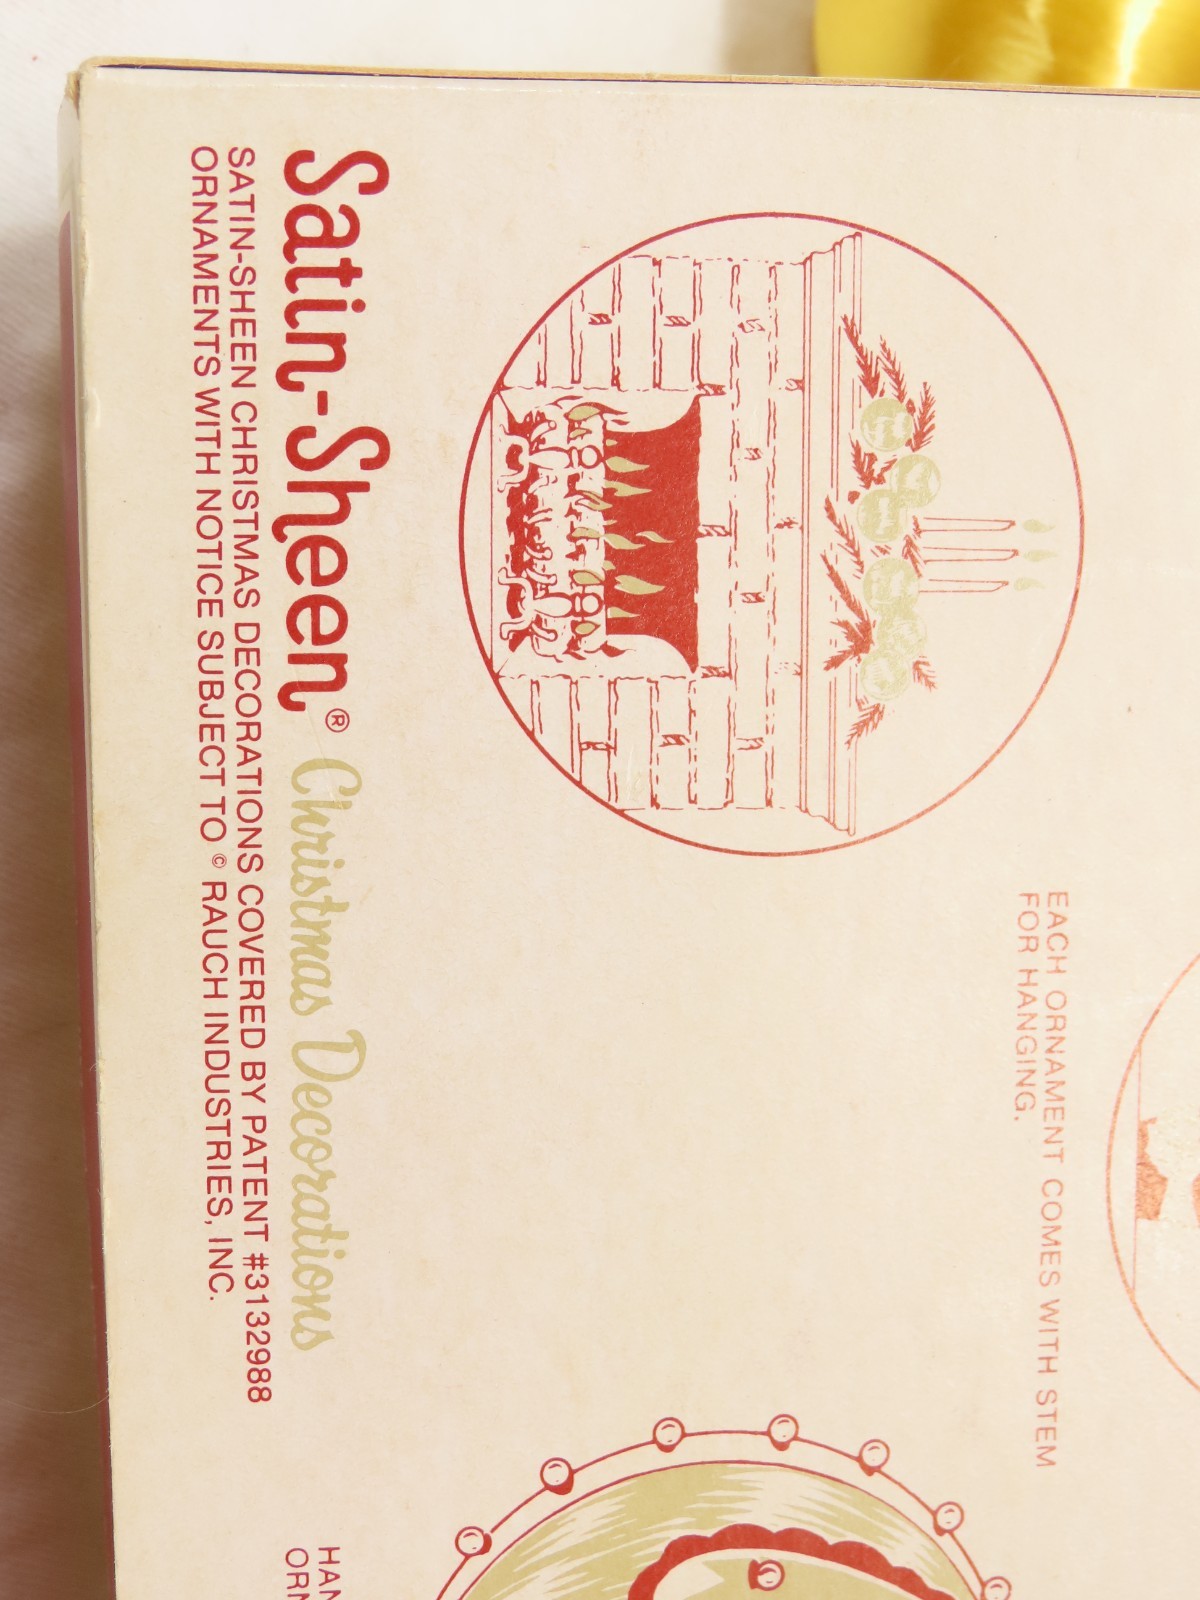 EACH ORNAMENT COMES WITH STEM
FOR HANGING.
Satin-Sheen® Christmas Decorations
SATIN-SHEEN CHRISTMAS DECORATIONS COVERED BY PATENT #3132988
ORNAMENTS WITH NOTICE SUBJECT TO © RAUCH INDUSTRIES, INC.